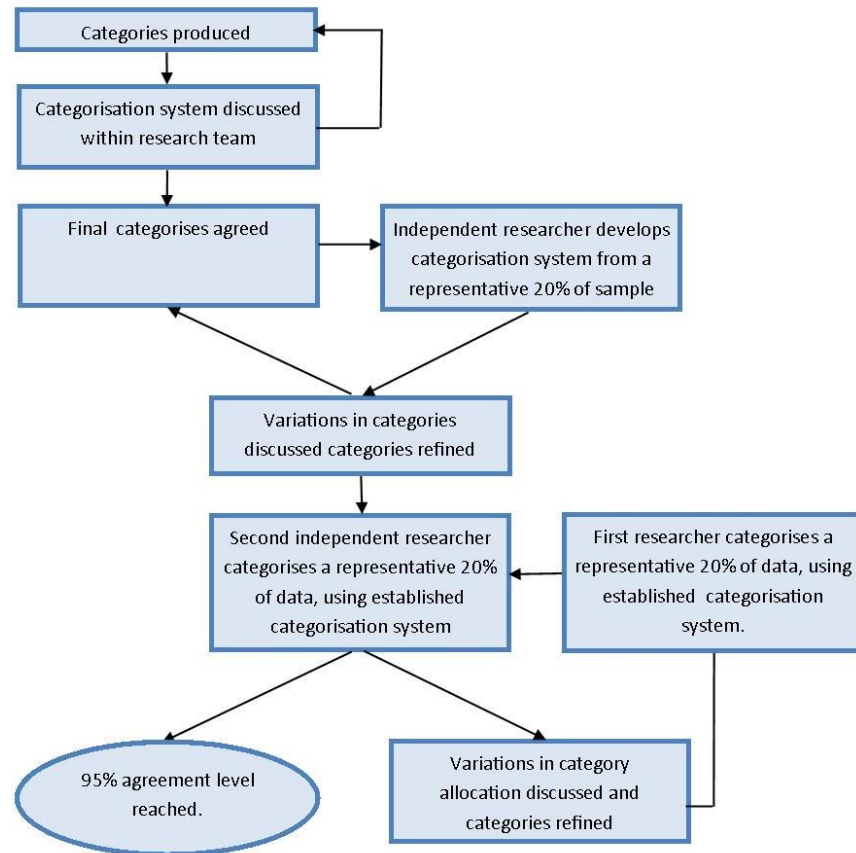 Categories produced
Categorisation system discussed
within research team
Final categorises agreed
Independent researcher develops
categorisation system from a
representative 20% of sample
Variations in categories
discussed categories refined
Second independent researcher
categorises a representative 20%
of data, using established
categorisation system
First researcher categorises a
representative 20% of data, using
established categorisation
system.
95% agreement level
reached.
Variations in category
allocation discussed and
categories refined